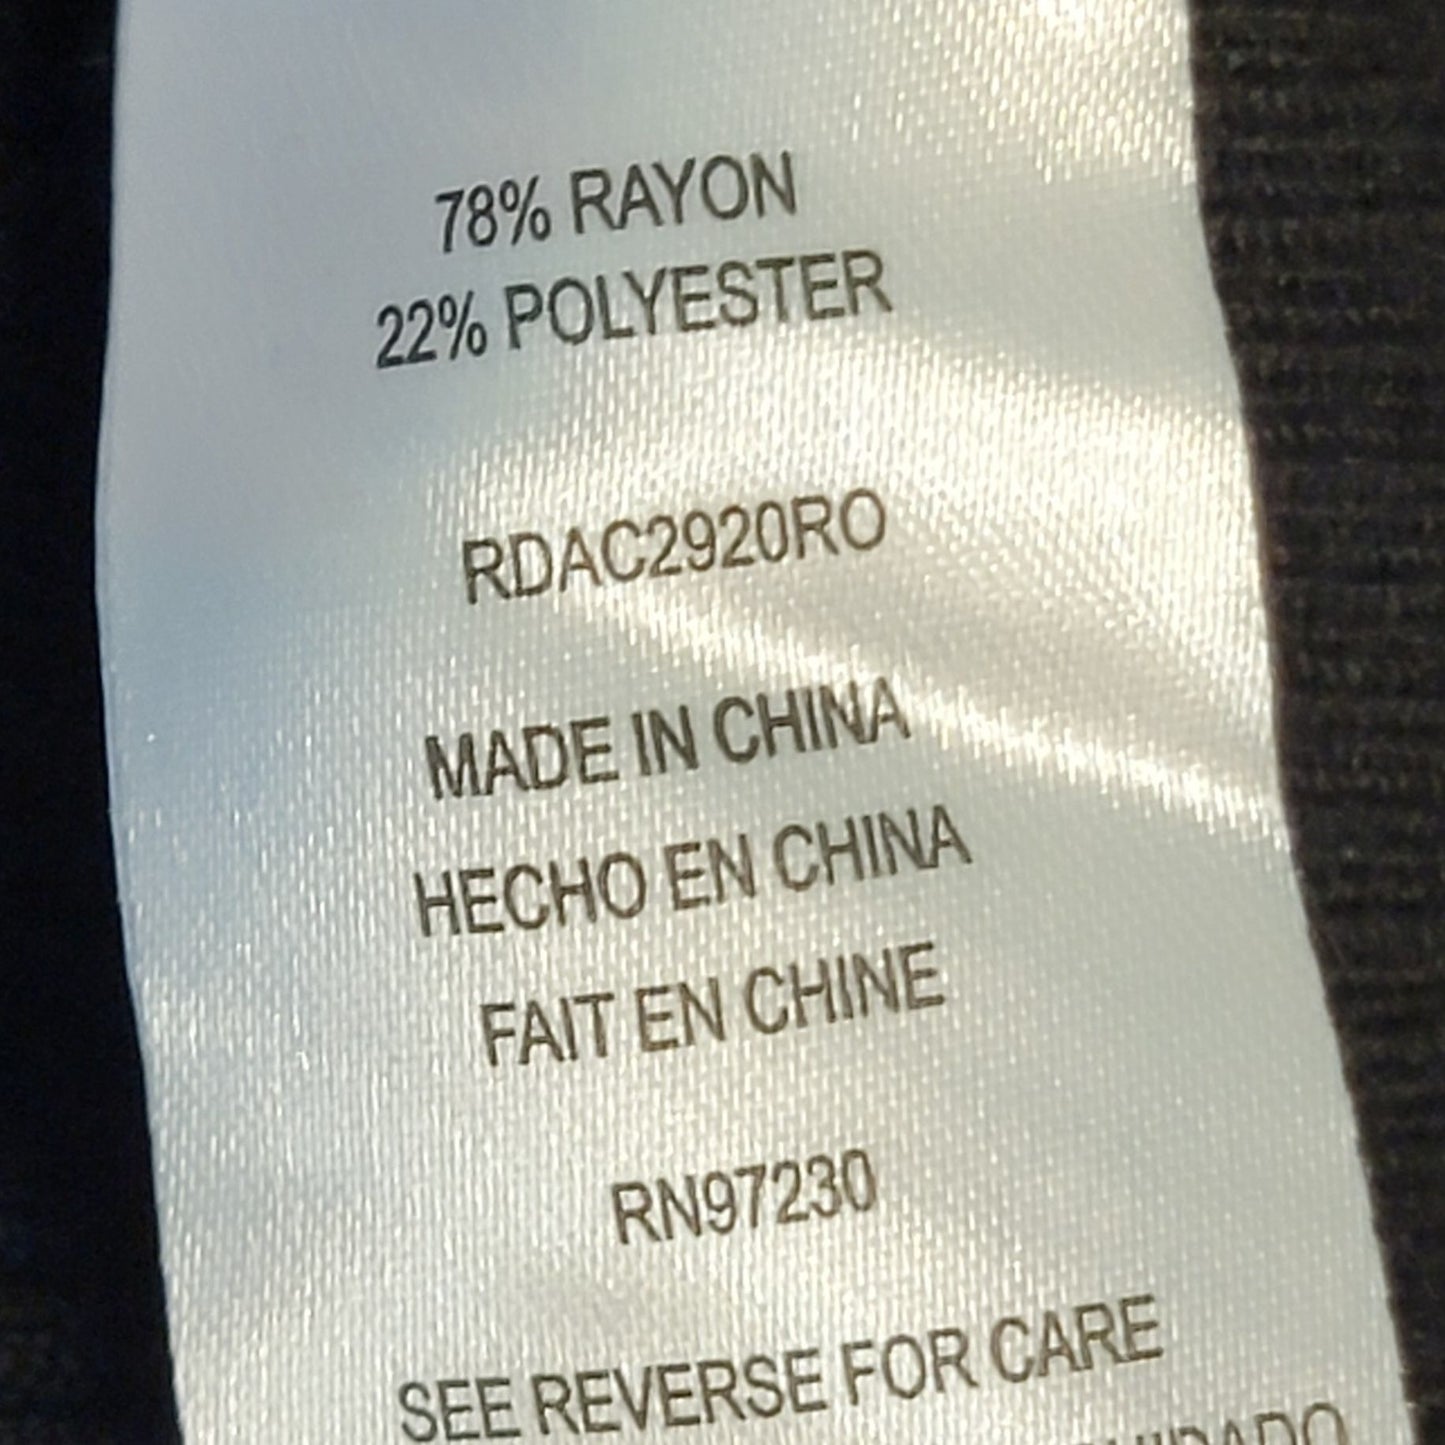 78% RAYON
22% POLYESTER
RDAC2920RO
MADE IN CHINA
HECHO EN CHINA
FAIT EN CHINE
RN97230
SEE REVERSE FOR CARE